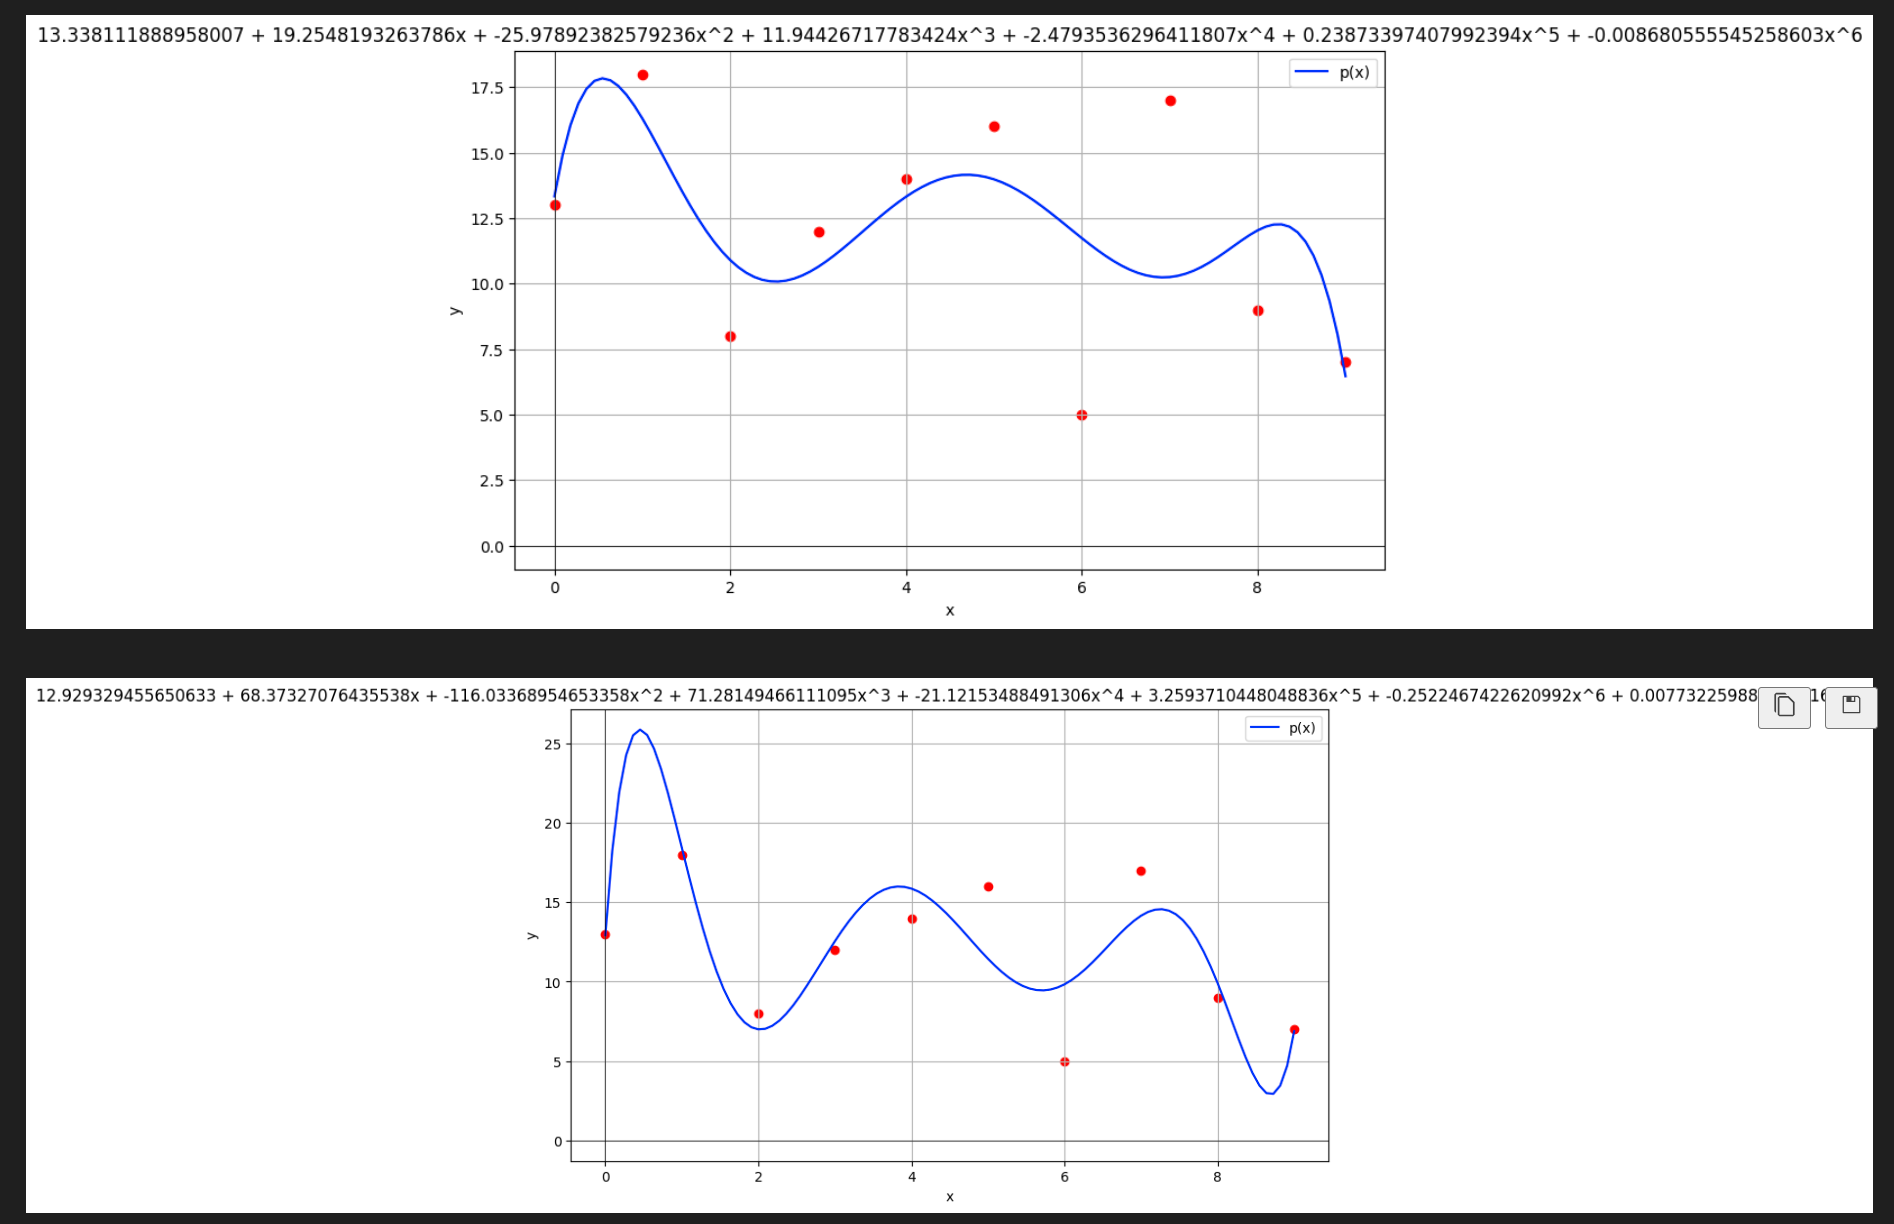 13.338111888958007 + 19.2548193263786x + -25.97892382579236x^2 + 11.94426717783424x^3 + -2.4793536296411807x^4 + 0.23873397407992394x^5 + -0.008680555545258603x^6
p(x)
17.5
15.0
12.5
10.0
7.5
5.0
2.5
0.0
y
0 2 4 6 8
x
12.929329455650633 + 68.37327076435538x + -116.03368954653358x^2 + 71.28149466111095x^3 + -21.12153488491306x^4 + 3.2593710448048836x^5 + -0.2522467422620992x^6 + 0.00773225988
p(x)
25
20
15
10
5
0
y
0 2 4 6 8
x